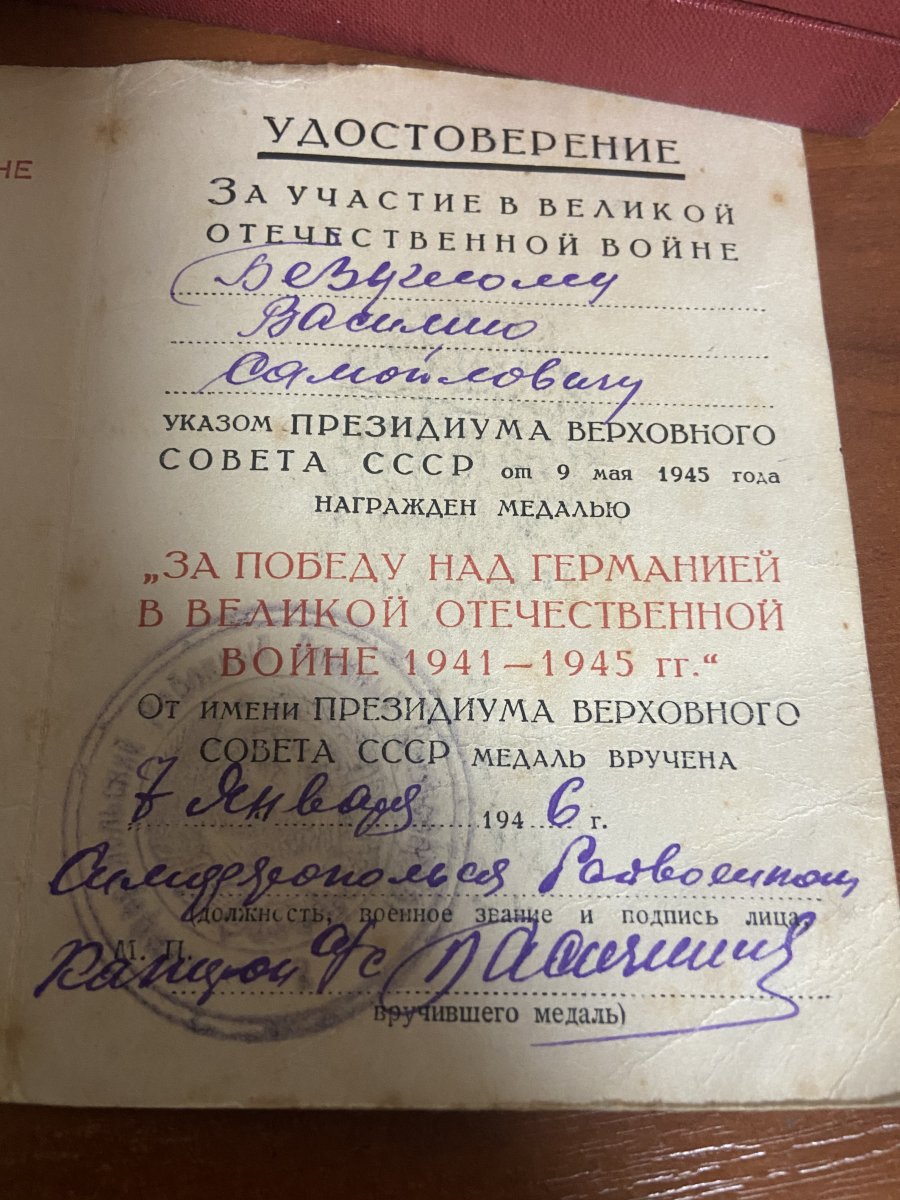 НЕ
УДОСТОВЕРЕНИЕ
ЗА УЧАСТИЕ В ВЕЛИКОЙ
ОТЕЧЕСТВЕННОЙ ВОЙНЕ
Безуглому
Василию
Самойловичу
УКАЗОМ ПРЕЗИДИУМА ВЕРХОВНОГО
СОВЕТА СССР от 9 мая 1945 года
НАГРАЖДЕН МЕДАЛЬЮ
„ЗА ПОБЕДУ НАД ГЕРМАНИЕЙ
В ВЕЛИКОЙ ОТЕЧЕСТВЕННОЙ
ВОЙНЕ 1941—1945 гг.“
ОТ ИМЕНИ ПРЕЗИДИУМА ВЕРХОВНОГО
СОВЕТА СССР МЕДАЛЬ ВРУЧЕНА
7 Января 1946 г.
Симферопольск Райвоенком
(должность, военное звание и подпись лица,
М. П.
вручившего медаль)